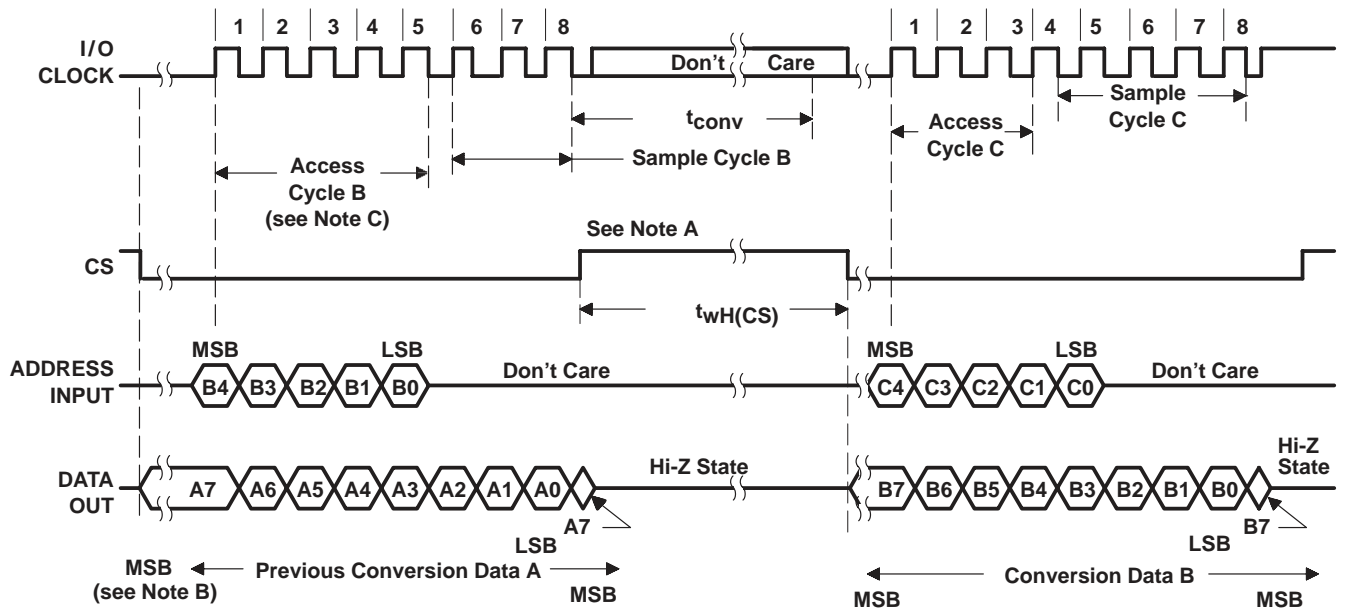 1 2 3 4 5 6 7 8 1 2 3 4 5 6 7 8
I/O
CLOCK
Don't Care
tconv
Access
Cycle B
(see Note C)
Sample Cycle B
Access
Cycle C
Sample
Cycle C
CS
See Note A
twH(CS)
ADDRESS
INPUT
MSB LSB
B4 B3 B2 B1 B0
Don't Care
MSB LSB
C4 C3 C2 C1 C0
Don't Care
DATA
OUT
A7 A6 A5 A4 A3 A2 A1 A0
A7
Hi-Z State
B7 B6 B5 B4 B3 B2 B1 B0
B7
Hi-Z
State
LSB
LSB
MSB
(see Note B)
Previous Conversion Data A
MSB
MSB
Conversion Data B
MSB